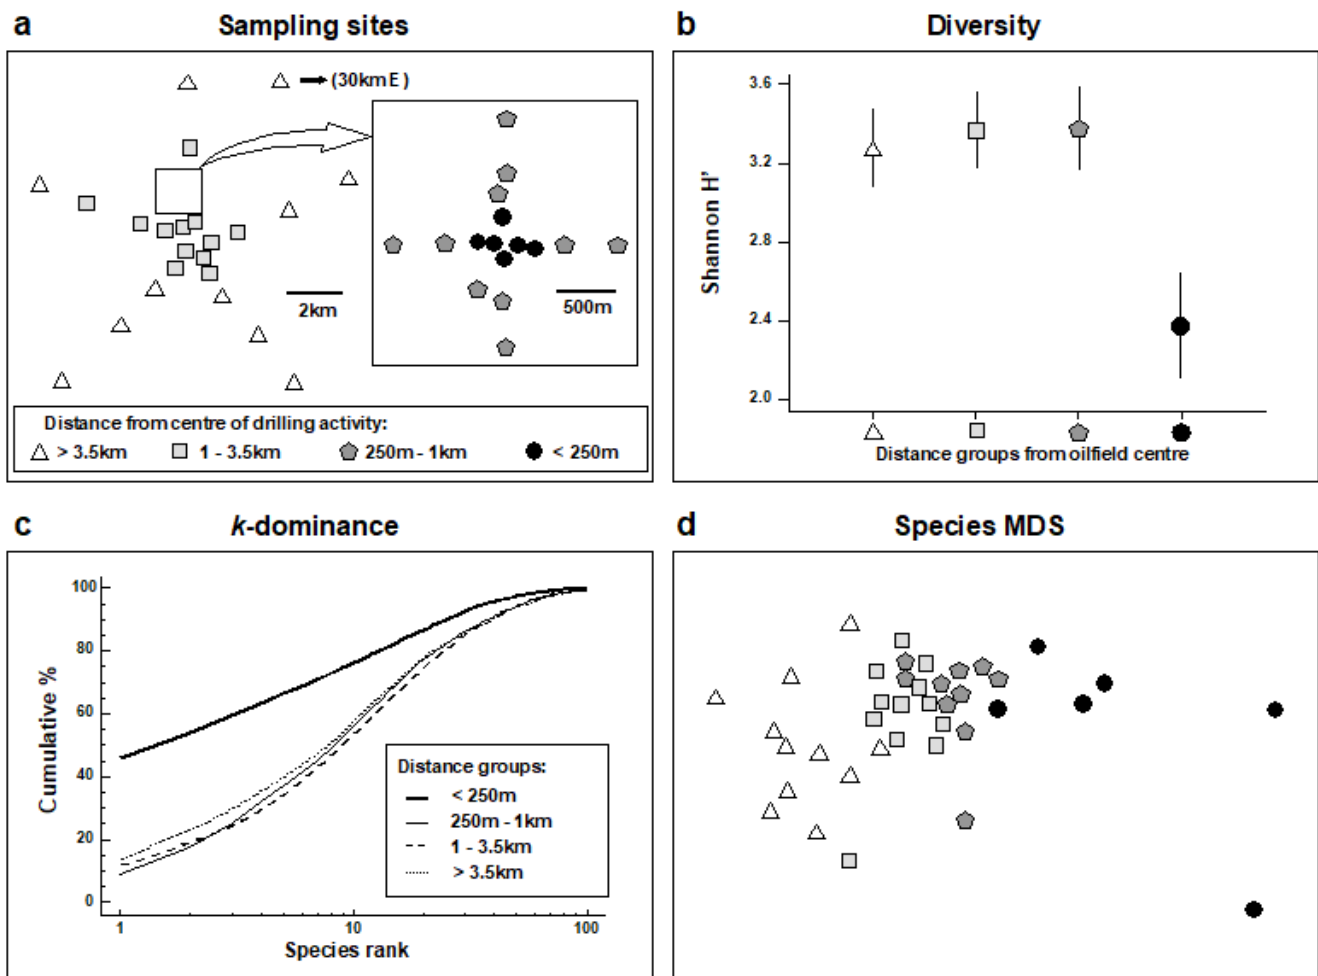 a Sampling sites
(30kmE )
2km
500m
Distance from centre of drilling activity:
> 3.5km 1 - 3.5km 250m - 1km < 250m
b Diversity
3.6
3.2
2.8
2.4
2.0
Shannon H'
Distance groups from oilfield centre
c k-dominance
100
80
60
40
20
0
Cumulative %
Distance groups:
< 250m
250m - 1km
1 - 3.5km
> 3.5km
1 10 100
Species rank
d Species MDS